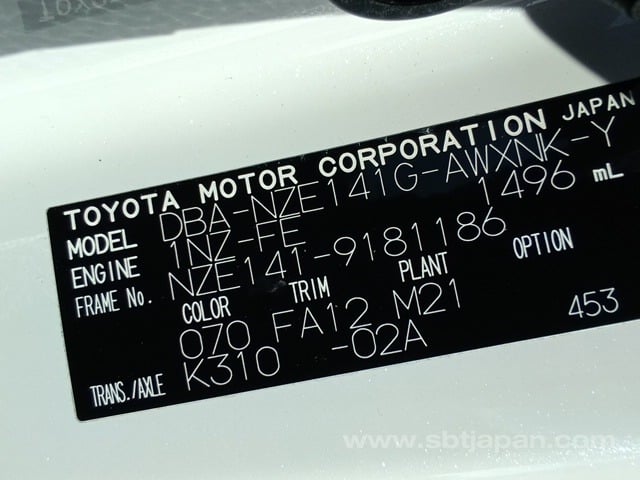 TOYOTA MOTOR CORPORATION JAPAN
MODEL DBA-NZE141G-AWXNK-Y
ENGINE 1NZ-FE 1496 mL
FRAME No. NZE141-9181186
COLOR TRIM PLANT OPTION
070 FA12 M21
TRANS./AXLE K310 -02A 453
www.sbtjapan.com